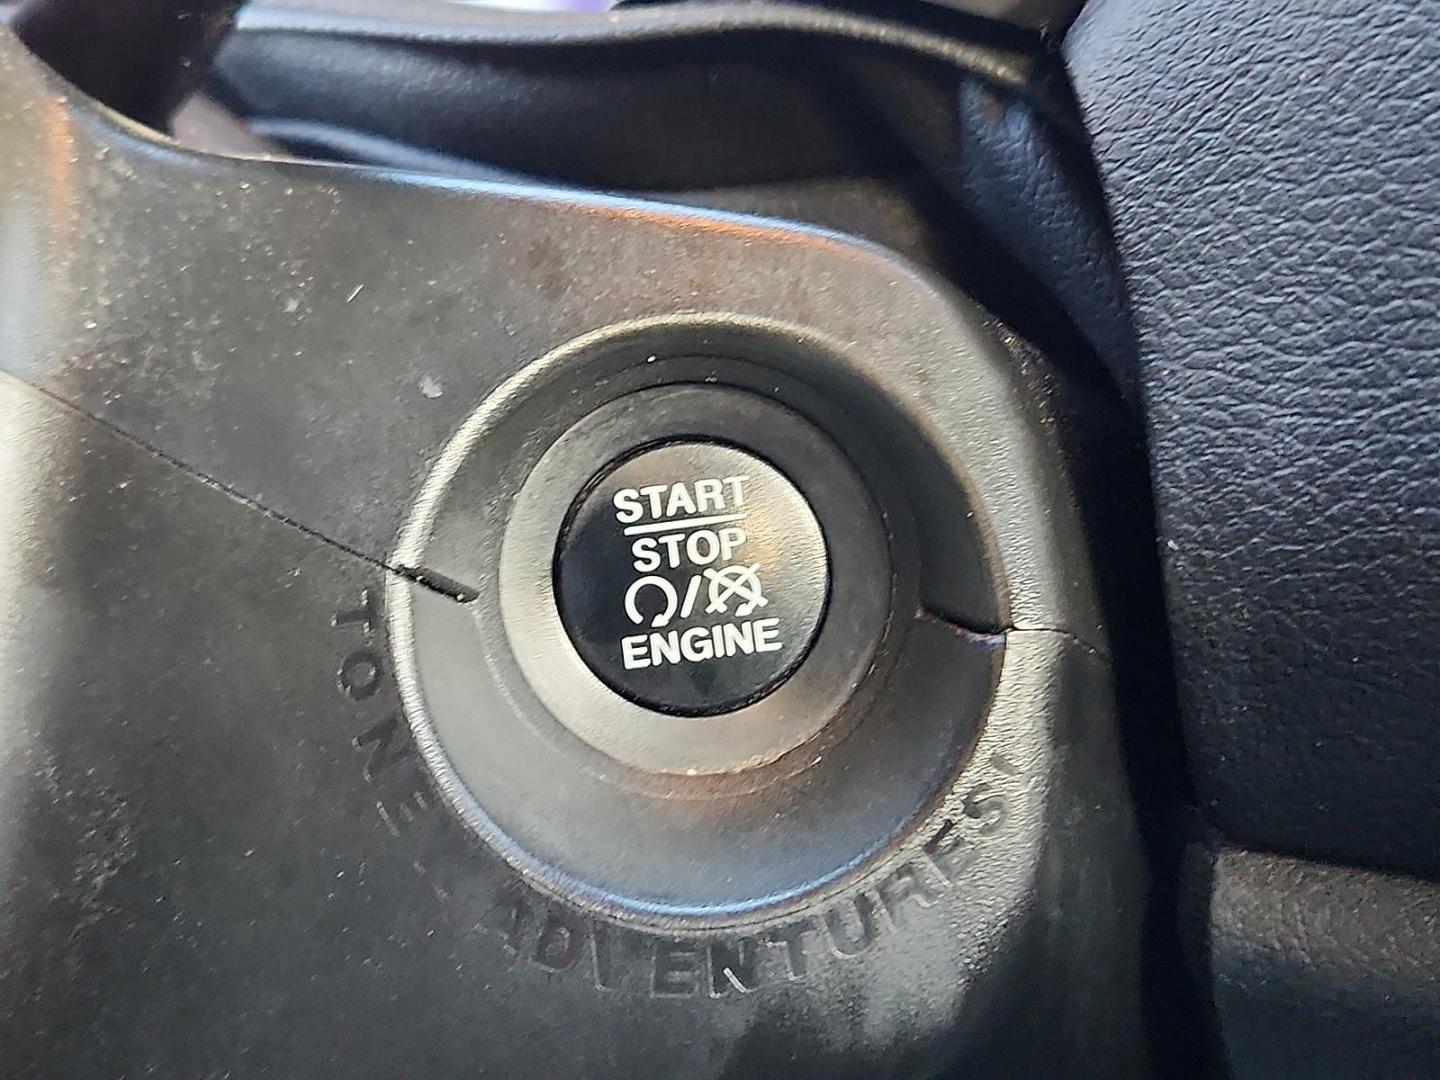 START
STOP
/
ENGINE
TO ADVENTURES!